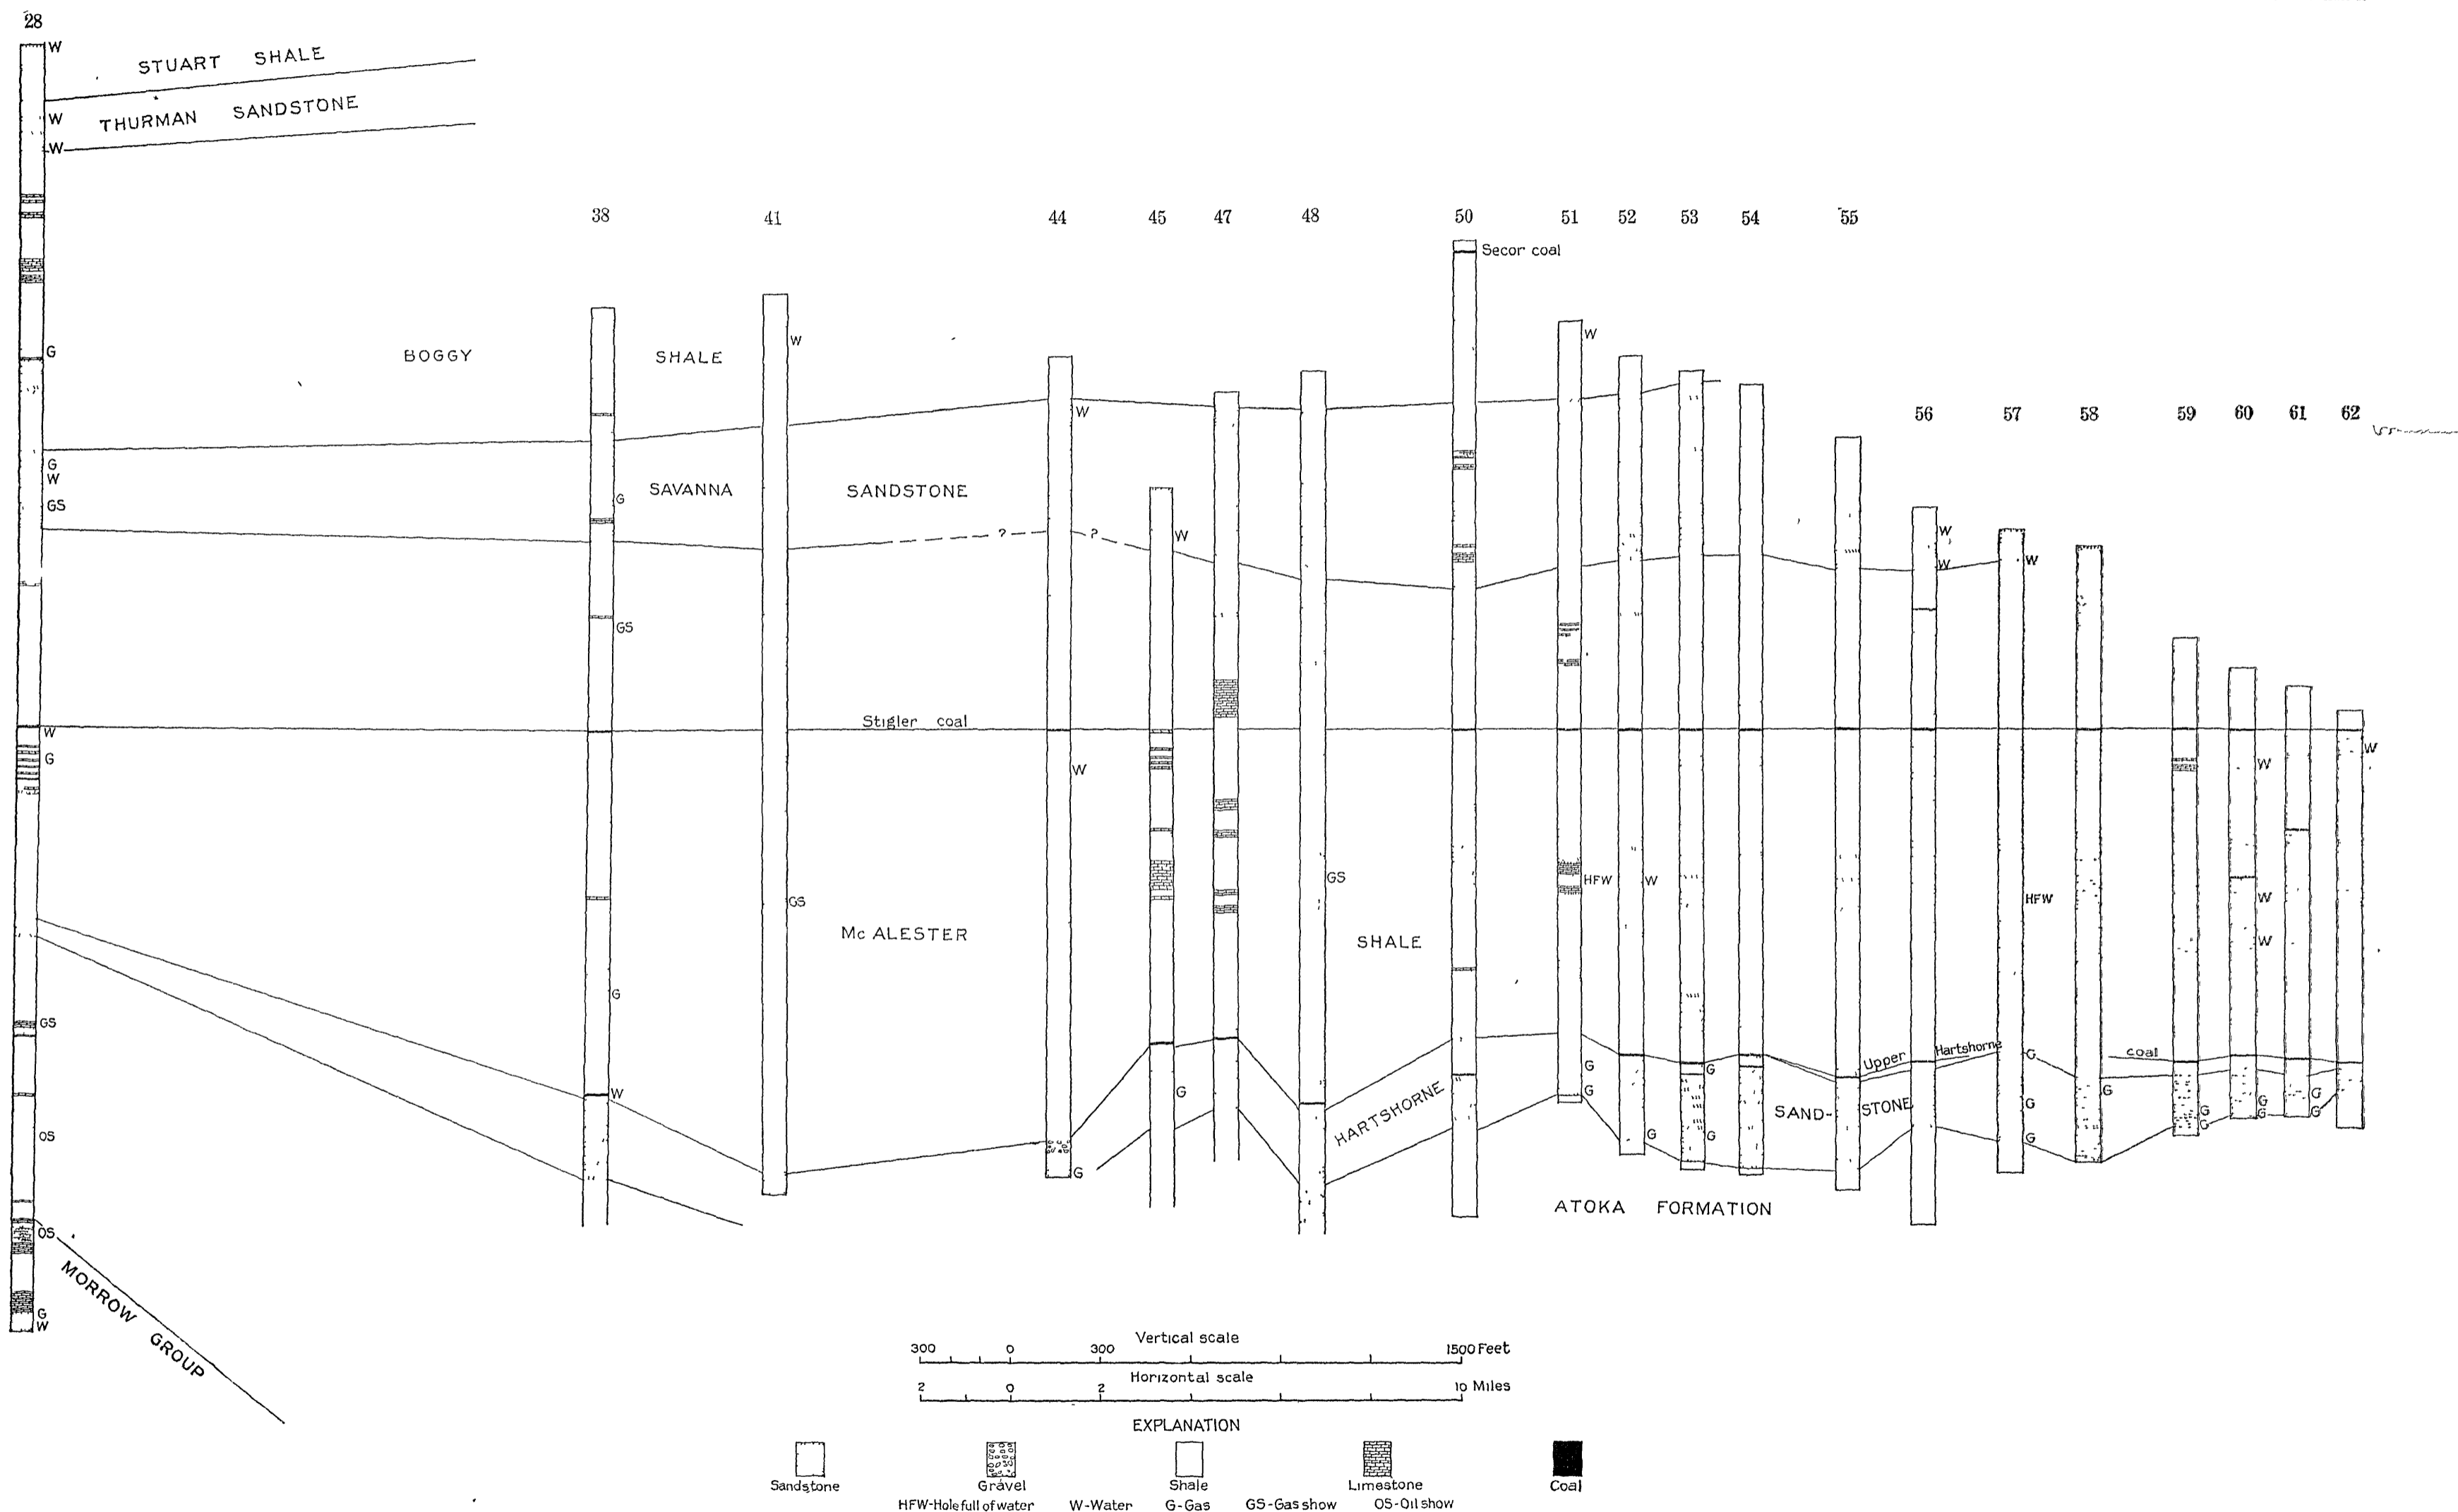 28
W
STUART SHALE
W
THURMAN SANDSTONE
W
38 41 44 45 47 48 50 51 52 53 54 55
Secor coal
W
W
G
BOGGY SHALE
56 57 58 59 60 61 62
W
G
W
GS
G
SAVANNA SANDSTONE
? ?
W
W
W
W
GS
Stigler coal
W
G
W
W
W
GS
GS
HFW
W
HFW
W
W
Mc ALESTER SHALE
G
GS
Upper Hartshorne coal
G
G
G
W
G
G
G
G
HARTSHORNE SAND-STONE
G
G
G
G
G
G
G
G
G
G
G
OS
G
ATOKA FORMATION
OS
MORROW GROUP
G
W
Vertical scale
300 0 300 1500 Feet
Horizontal scale
2 0 2 10 Miles
EXPLANATION
Sandstone Gravel Shale Limestone Coal
HFW-Hole full of water W-Water G-Gas GS-Gas show OS-Oil show